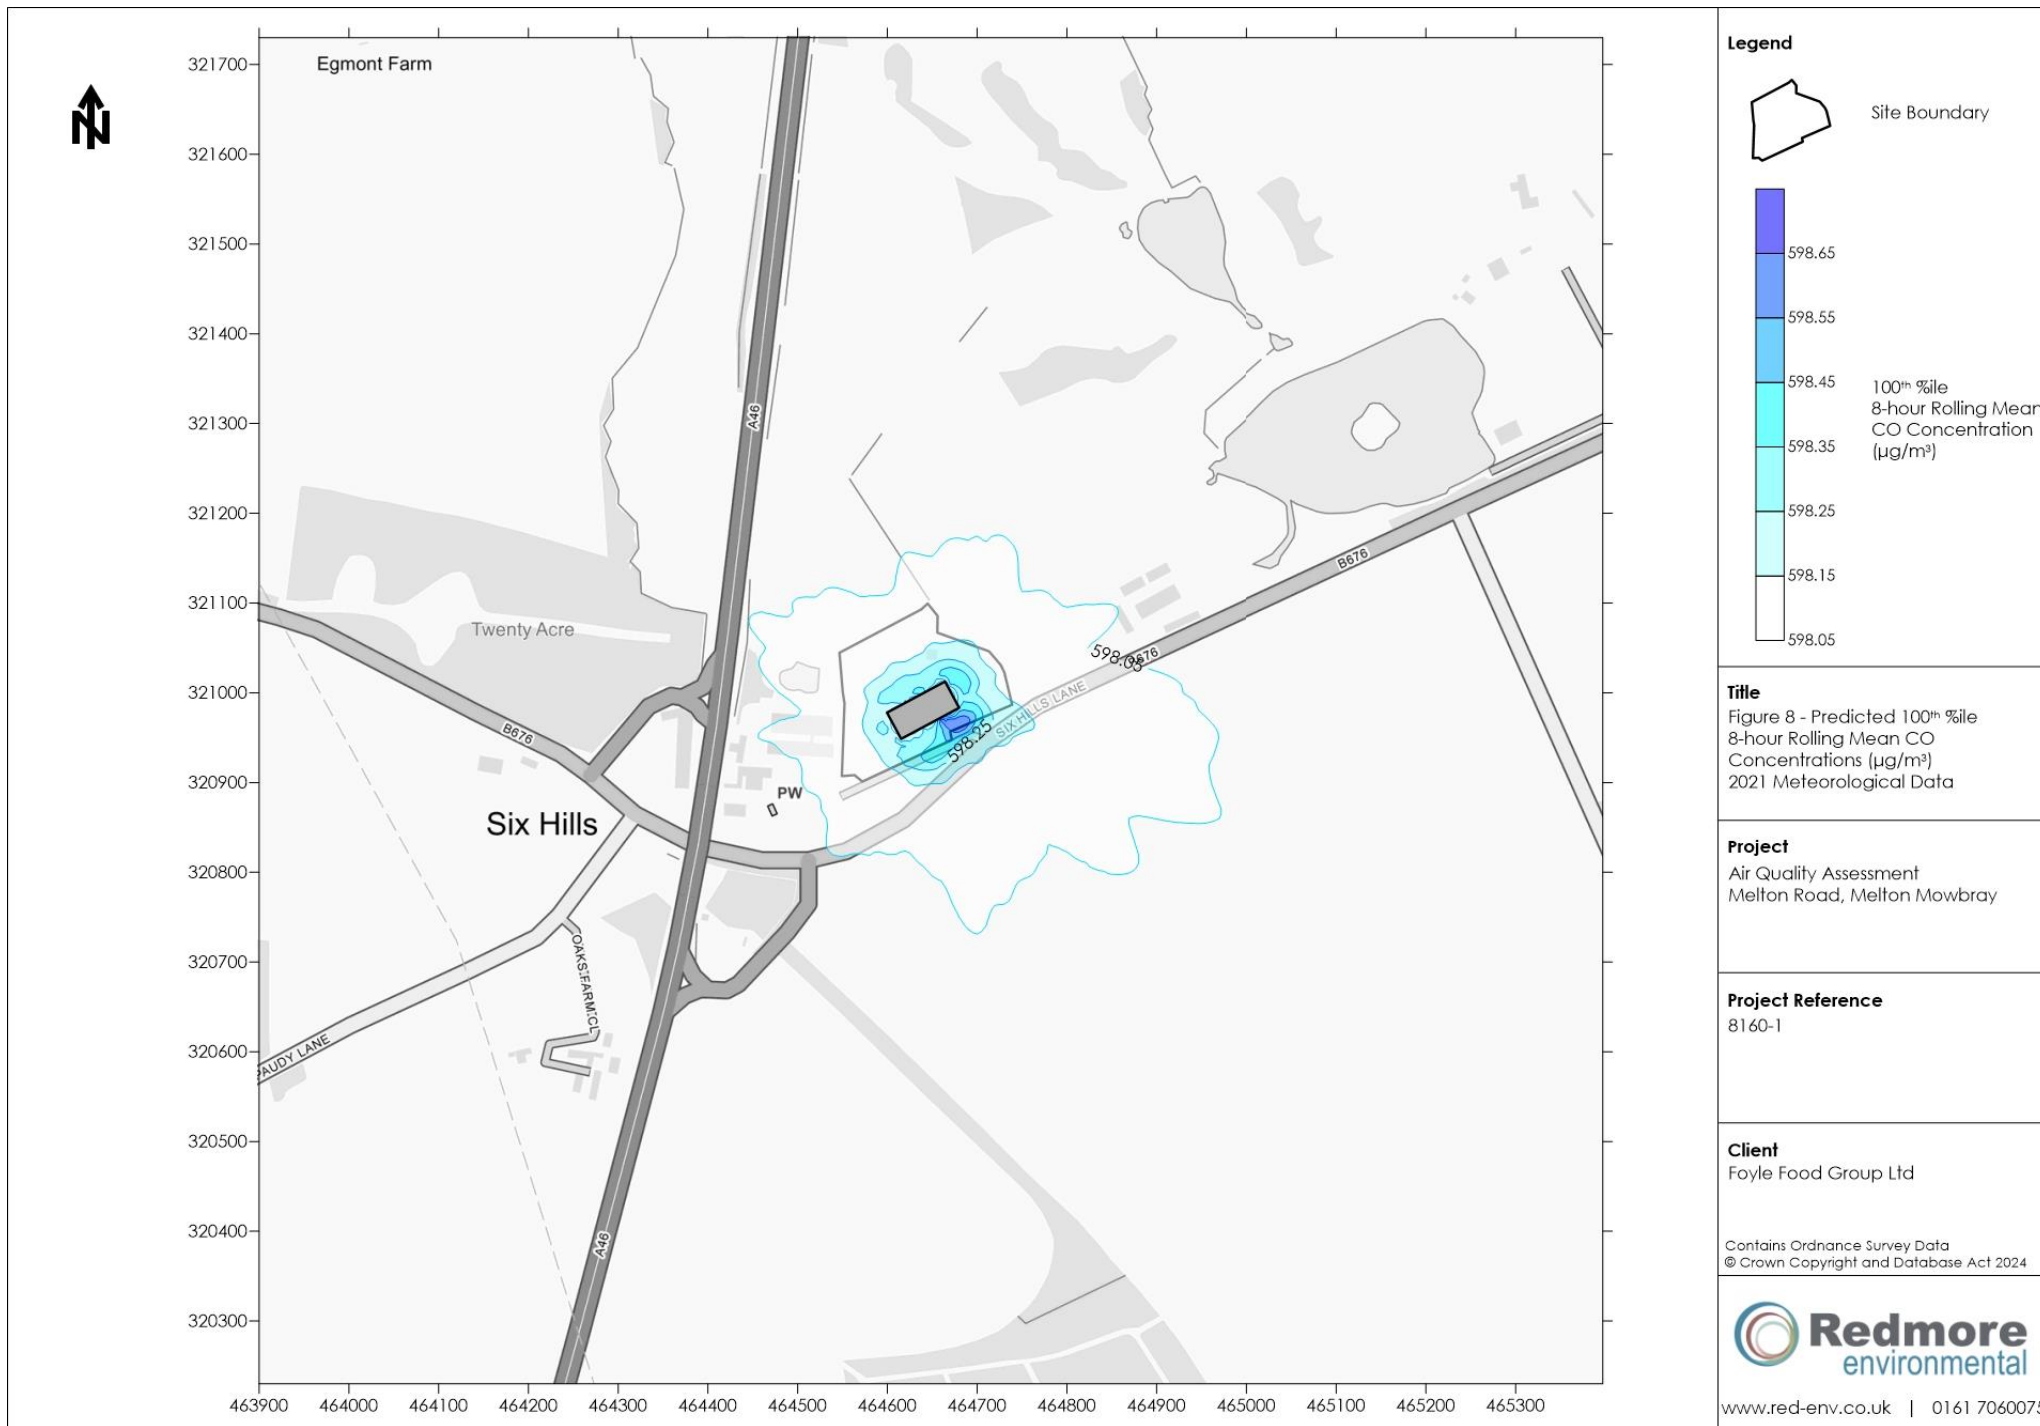 Egmont Farm
321700
321600
321500
321400
321300
321200
321100
321000
320900
320800
320700
320600
320500
320400
320300
463900 464000 464100 464200 464300 464400 464500 464600 464700 464800 464900 465000 465100 465200 465300
N
A46
B676
Twenty Acre
598.05
B676
SIX HILLS LANE
598.25
B676
PW
Six Hills
OAKS FARM CL
PAUDY LANE
A46
Legend
Site Boundary
598.65
598.55
598.45
598.35
598.25
598.15
598.05
100th %ile
8-hour Rolling Mean
CO Concentration
(µg/m³)
Title
Figure 8 - Predicted 100th %ile
8-hour Rolling Mean CO
Concentrations (µg/m³)
2021 Meteorological Data
Project
Air Quality Assessment
Melton Road, Melton Mowbray
Project Reference
8160-1
Client
Foyle Food Group Ltd
Contains Ordnance Survey Data
© Crown Copyright and Database Act 2024
Redmore
environmental
www.red-env.co.uk | 0161 706007